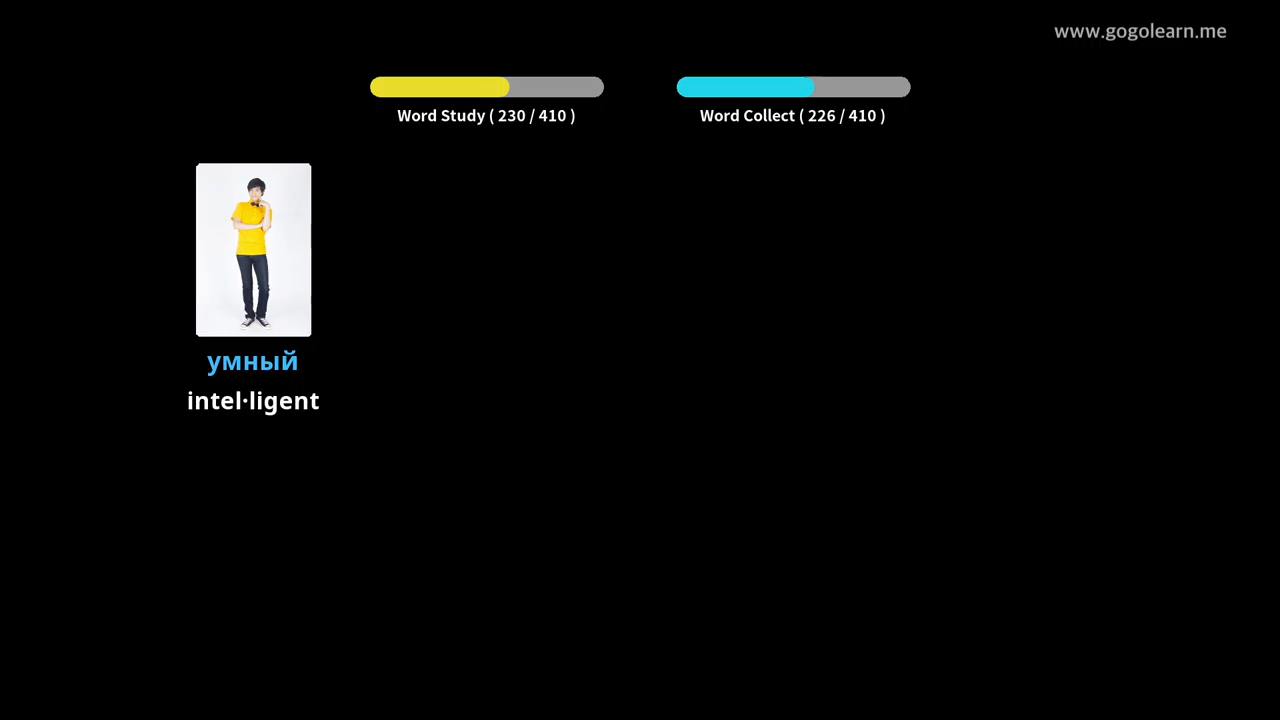 www.gogolearn.me
Word Study ( 230 / 410 )
Word Collect ( 226 / 410 )
умный
intel·ligent